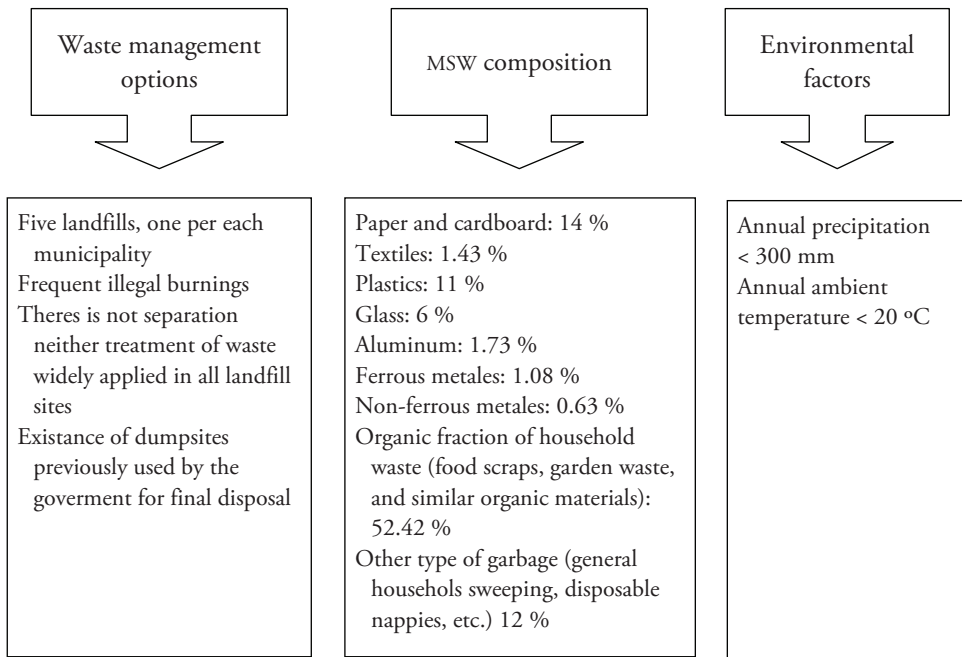 Waste management
options
MSW composition
Environmental
factors
Five landfills, one per each
municipality
Frequent illegal burnings
Theres is not separation
neither treatment of waste
widely applied in all landfill
sites
Existance of dumpsites
previously used by the
goverment for final disposal
Paper and cardboard: 14 %
Textiles: 1.43 %
Plastics: 11 %
Glass: 6 %
Aluminum: 1.73 %
Ferrous metales: 1.08 %
Non-ferrous metales: 0.63 %
Organic fraction of household
waste (food scraps, garden waste,
and similar organic materials):
52.42 %
Other type of garbage (general
househols sweeping, disposable
nappies, etc.) 12 %
Annual precipitation
< 300 mm
Annual ambient
temperature < 20 ºC